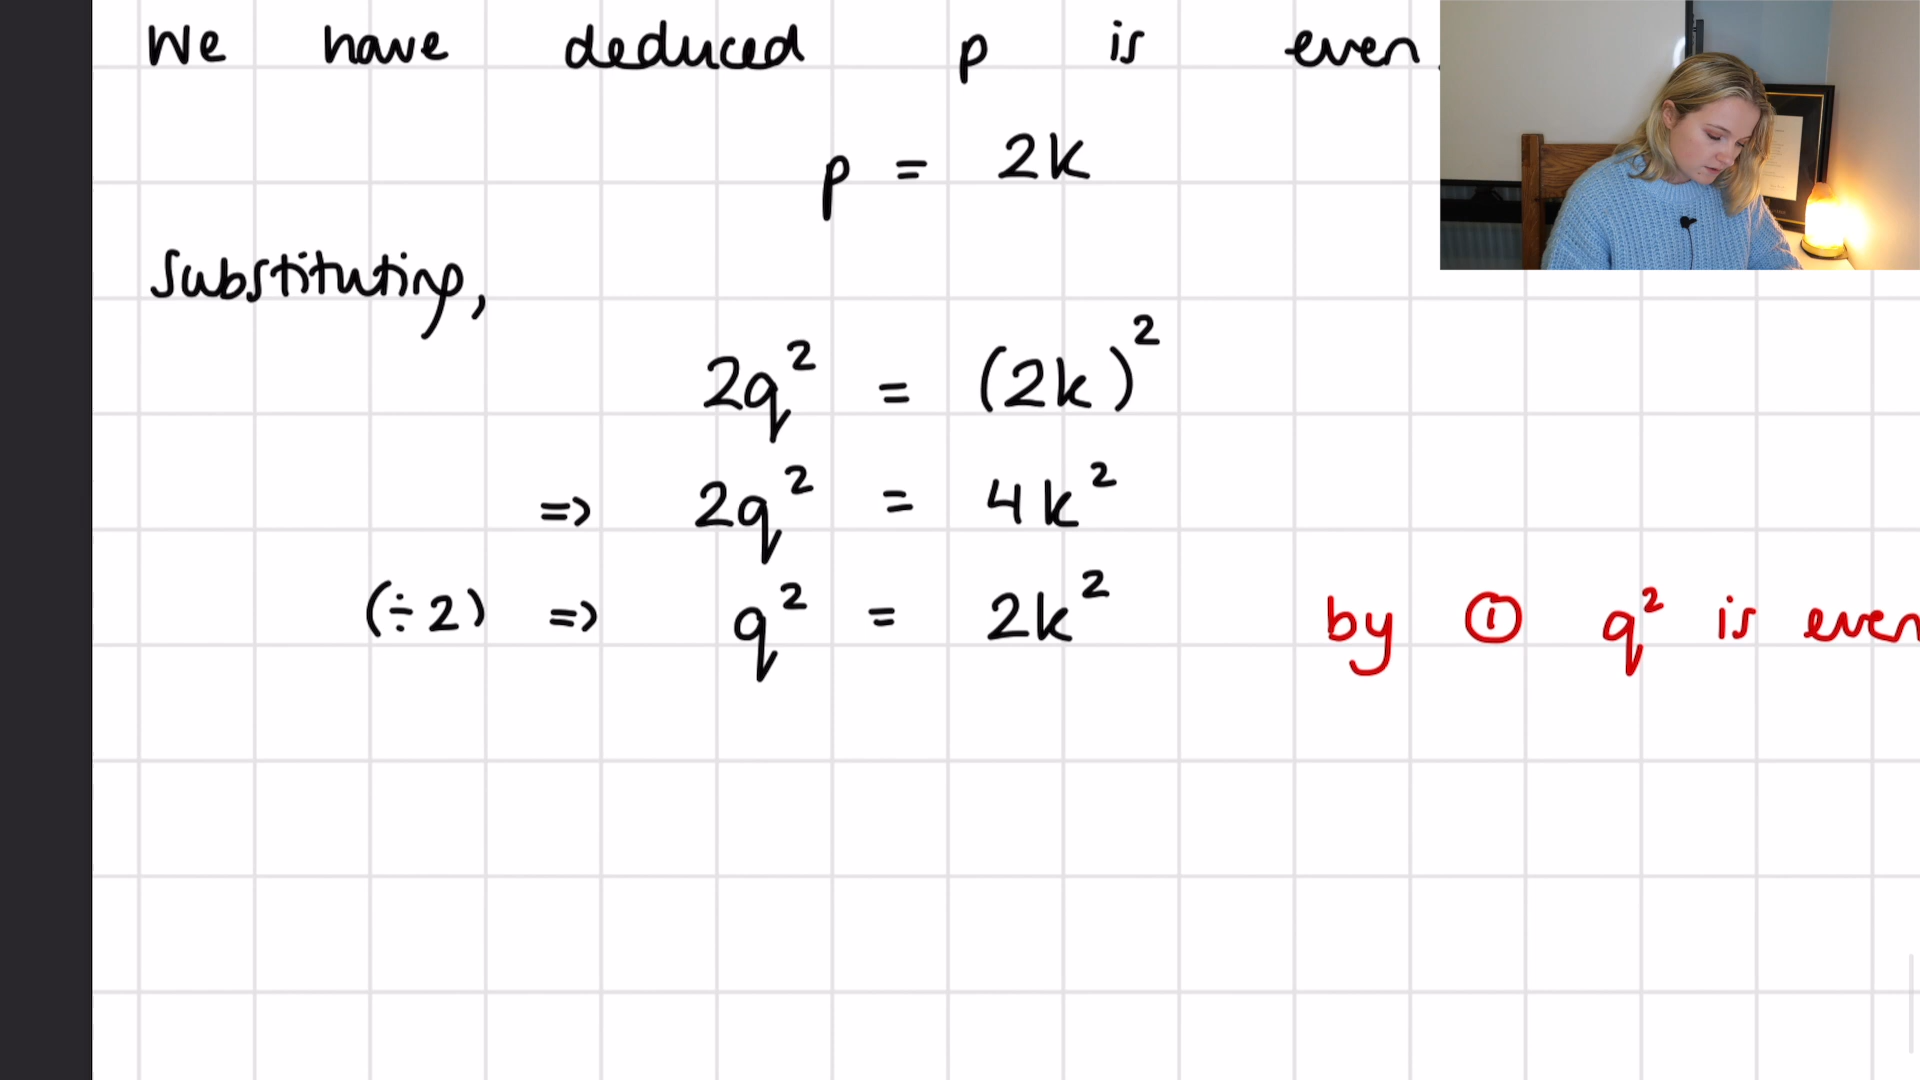 We have deduced p is even.
p = 2k
Substituting,
2q² = (2k)²
=> 2q² = 4k²
(÷2) => q² = 2k² by ① q² is even